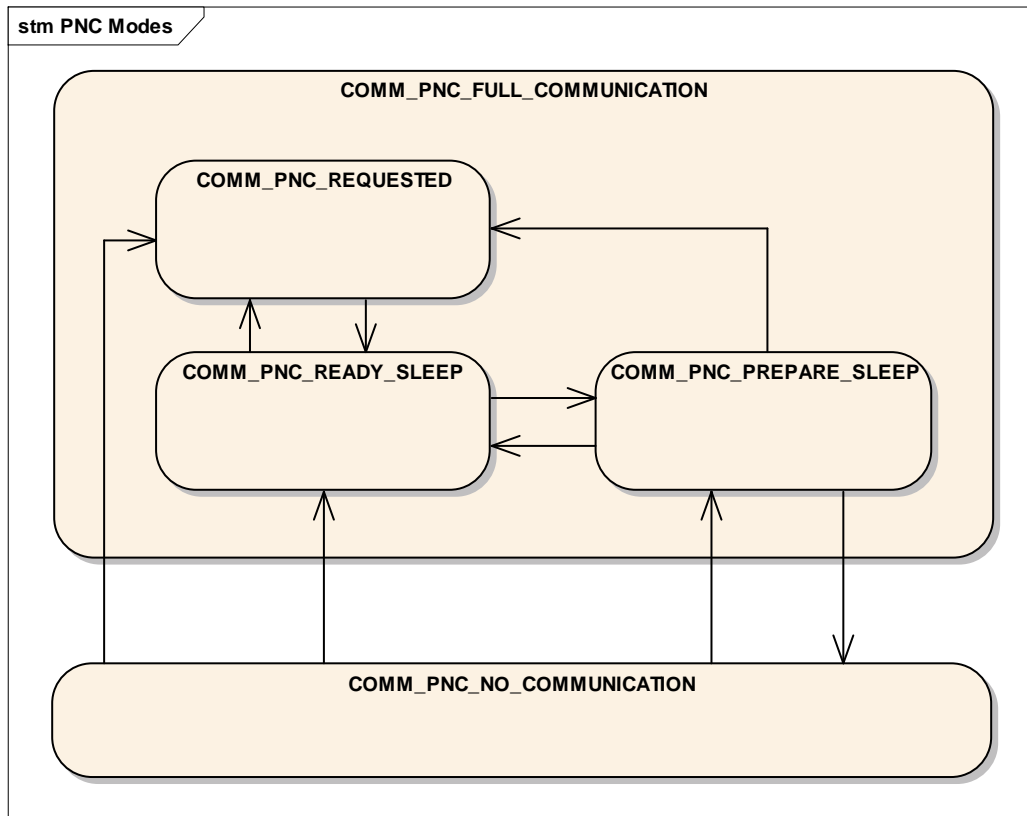 stm PNC Modes
COMM_PNC_FULL_COMMUNICATION
COMM_PNC_REQUESTED
COMM_PNC_READY_SLEEP
COMM_PNC_PREPARE_SLEEP
COMM_PNC_NO_COMMUNICATION